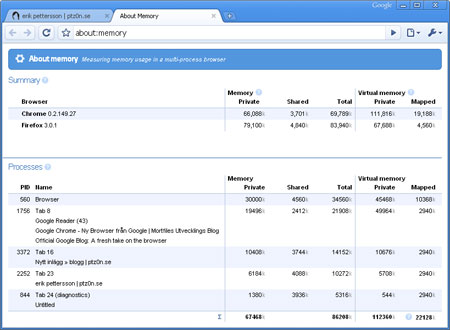 Google
erik pettersson | ptz0n.se
About Memory
about:memory
About memory Measuring memory usage in a multi-process browser
Summary
Memory Virtual memory
Browser Private Shared Total Private Mapped
Chrome 0.2.149.27 66,088k 3,701k 69,789k 111,816k 19,188k
Firefox 3.0.1 79,100k 4,840k 83,940k 67,688k 4,560k
Processes
Memory Virtual memory
PID Name Private Shared Total Private Mapped
560 Browser 30000k 4560k 34560k 45468k 10368k
1756 Tab 8 19496k 2412k 21908k 49964k 2940k
Google Reader (43)
Google Chrome - Ny Browser från Google | Mortfiles Utvecklings Blog
Official Google Blog: A fresh take on the browser
3372 Tab 16 10408k 3744k 14152k 10676k 2940k
Nytt inlägg » blogg | ptz0n.se
2252 Tab 23 6184k 4088k 10272k 5708k 2940k
erik pettersson | ptz0n.se
844 Tab 24 (diagnostics) 1380k 3936k 5316k 544k 2940k
Untitled
Σ 67468k 86208k 112360k 22128k